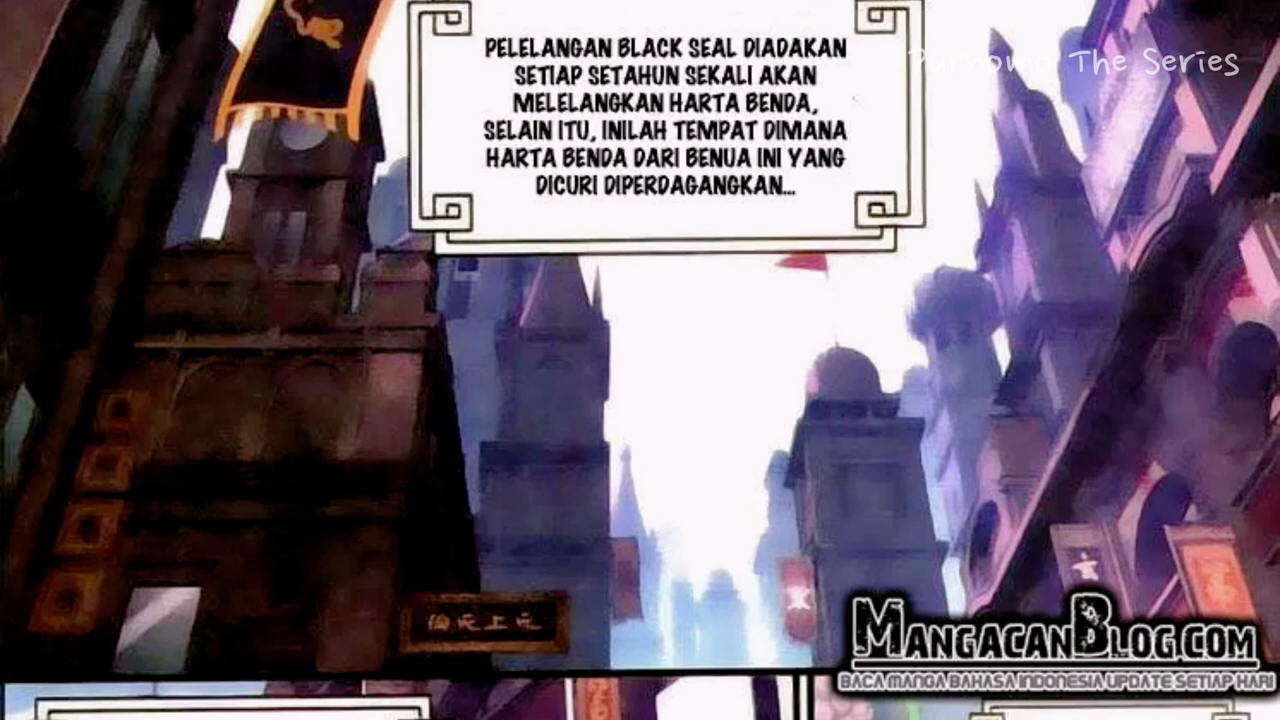 PELELANGAN BLACK SEAL DIADAKAN
SETIAP SETAHUN SEKALI AKAN
MELELANGKAN HARTA BENDA,
SELAIN ITU, INILAH TEMPAT DIMANA
HARTA BENDA DARI BENUA INI YANG
DICURI DIPERDAGANGKAN...
Purromo The Series
MANGACANBLOG.COM
BACA MANGA BAHASA INDONESIA UPDATE SETIAP HARI